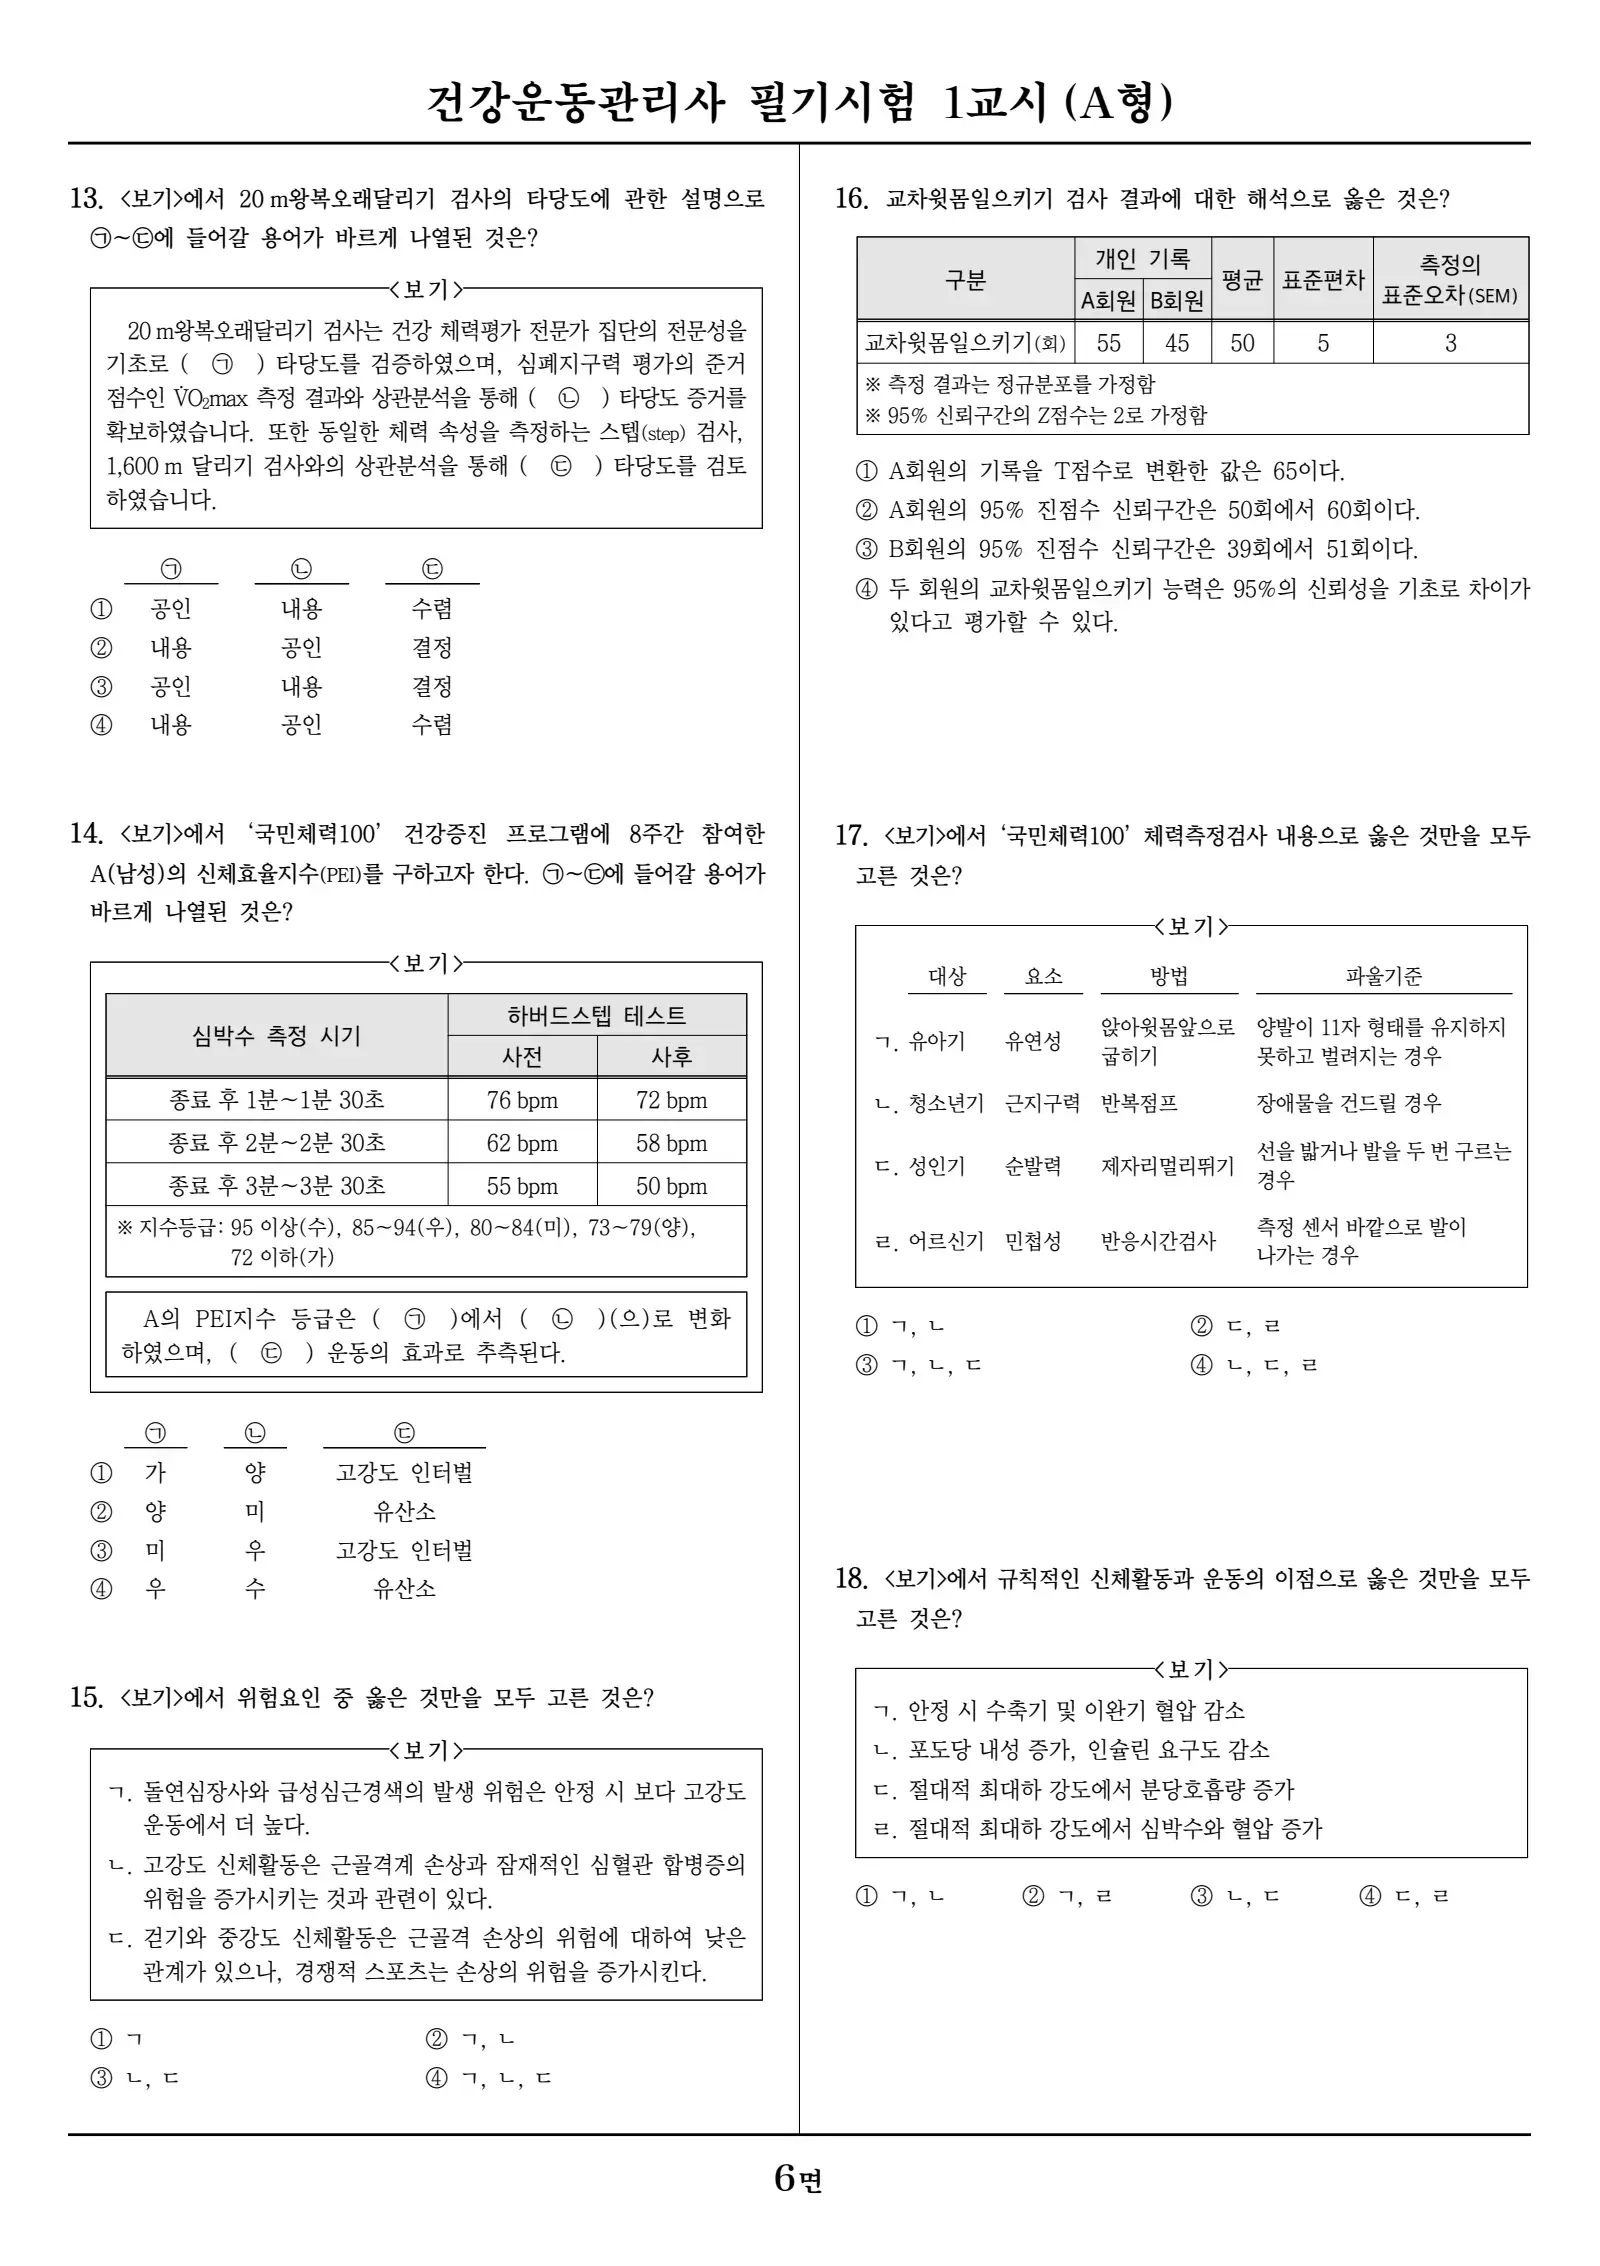 건강운동관리사 필기시험 1교시 (A형)
13. <보기>에서 20 m왕복오래달리기 검사의 타당도에 관한 설명으로
㉠~㉢에 들어갈 용어가 바르게 나열된 것은?
<보기>
20 m왕복오래달리기 검사는 건강 체력평가 전문가 집단의 전문성을
기초로 ( ㉠ ) 타당도를 검증하였으며, 심폐지구력 평가의 준거
점수인 V̇O₂max 측정 결과와 상관분석을 통해 ( ㉡ ) 타당도 증거를
확보하였습니다. 또한 동일한 체력 속성을 측정하는 스텝(step) 검사,
1,600 m 달리기 검사와의 상관분석을 통해 ( ㉢ ) 타당도를 검토
하였습니다.
㉠ ㉡ ㉢
① 공인 내용 수렴
② 내용 공인 결정
③ 공인 내용 결정
④ 내용 공인 수렴
14. <보기>에서 ‘국민체력100’ 건강증진 프로그램에 8주간 참여한
A(남성)의 신체효율지수(PEI)를 구하고자 한다. ㉠~㉢에 들어갈 용어가
바르게 나열된 것은?
<보기>
심박수 측정 시기 하버드스텝 테스트
사전 사후
종료 후 1분~1분 30초 76 bpm 72 bpm
종료 후 2분~2분 30초 62 bpm 58 bpm
종료 후 3분~3분 30초 55 bpm 50 bpm
※ 지수등급: 95 이상(수), 85~94(우), 80~84(미), 73~79(양),
72 이하(가)
A의 PEI지수 등급은 ( ㉠ )에서 ( ㉡ )(으)로 변화
하였으며, ( ㉢ ) 운동의 효과로 추측된다.
㉠ ㉡ ㉢
① 가 양 고강도 인터벌
② 양 미 유산소
③ 미 우 고강도 인터벌
④ 우 수 유산소
15. <보기>에서 위험요인 중 옳은 것만을 모두 고른 것은?
<보기>
ㄱ. 돌연심장사와 급성심근경색의 발생 위험은 안정 시 보다 고강도
운동에서 더 높다.
ㄴ. 고강도 신체활동은 근골격계 손상과 잠재적인 심혈관 합병증의
위험을 증가시키는 것과 관련이 있다.
ㄷ. 걷기와 중강도 신체활동은 근골격 손상의 위험에 대하여 낮은
관계가 있으나, 경쟁적 스포츠는 손상의 위험을 증가시킨다.
① ㄱ ② ㄱ, ㄴ
③ ㄴ, ㄷ ④ ㄱ, ㄴ, ㄷ
16. 교차윗몸일으키기 검사 결과에 대한 해석으로 옳은 것은?
구분 개인 기록 평균 표준편차 측정의
표준오차(SEM)
A회원 B회원
교차윗몸일으키기(회) 55 45 50 5 3
※ 측정 결과는 정규분포를 가정함
※ 95% 신뢰구간의 Z점수는 2로 가정함
① A회원의 기록을 T점수로 변환한 값은 65이다.
② A회원의 95% 진점수 신뢰구간은 50회에서 60회이다.
③ B회원의 95% 진점수 신뢰구간은 39회에서 51회이다.
④ 두 회원의 교차윗몸일으키기 능력은 95%의 신뢰성을 기초로 차이가
있다고 평가할 수 있다.
17. <보기>에서 ‘국민체력100’ 체력측정검사 내용으로 옳은 것만을 모두
고른 것은?
<보기>
대상 요소 방법 파울기준
ㄱ. 유아기 유연성 앉아윗몸앞으로
굽히기 양발이 11자 형태를 유지하지
못하고 벌려지는 경우
ㄴ. 청소년기 근지구력 반복점프 장애물을 건드릴 경우
ㄷ. 성인기 순발력 제자리멀리뛰기 선을 밟거나 발을 두 번 구르는
경우
ㄹ. 어르신기 민첩성 반응시간검사 측정 센서 바깥으로 발이
나가는 경우
① ㄱ, ㄴ ② ㄷ, ㄹ
③ ㄱ, ㄴ, ㄷ ④ ㄴ, ㄷ, ㄹ
18. <보기>에서 규칙적인 신체활동과 운동의 이점으로 옳은 것만을 모두
고른 것은?
<보기>
ㄱ. 안정 시 수축기 및 이완기 혈압 감소
ㄴ. 포도당 내성 증가, 인슐린 요구도 감소
ㄷ. 절대적 최대하 강도에서 분당호흡량 증가
ㄹ. 절대적 최대하 강도에서 심박수와 혈압 증가
① ㄱ, ㄴ ② ㄱ, ㄹ ③ ㄴ, ㄷ ④ ㄷ, ㄹ
6면